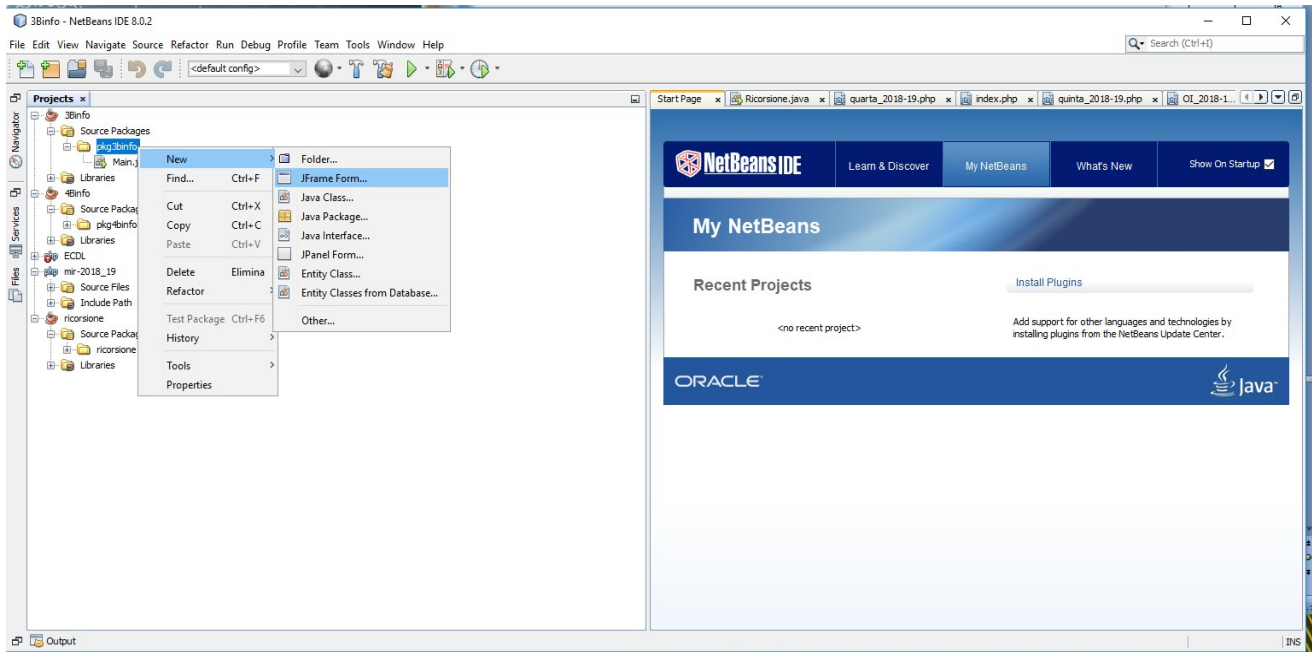 3Binfo - NetBeans IDE 8.0.2
File Edit View Navigate Source Refactor Run Debug Profile Team Tools Window Help
Search (Ctrl+I)
<default config>
Projects
Navigator
Services
Files
3Binfo
Source Packages
pkg3binfo
Main.j
Libraries
4Binfo
Source Packag
pkg4binfo
Libraries
ECDL
mir-2018_19
Source Files
Include Path
ricorsione
Source Packag
ricorsione
Libraries
New
Find... Ctrl+F
Cut Ctrl+X
Copy Ctrl+C
Paste Ctrl+V
Delete Elimina
Refactor
Test Package Ctrl+F6
History
Tools
Properties
Folder...
JFrame Form...
Java Class...
Java Package...
Java Interface...
JPanel Form...
Entity Class...
Entity Classes from Database...
Other...
Start Page Ricorsione.java quarta_2018-19.php index.php quinta_2018-19.php OI_2018-1...
NetBeans IDE Learn & Discover My NetBeans What's New Show On Startup
My NetBeans
Recent Projects
<no recent project>
Install Plugins
Add support for other languages and technologies by
installing plugins from the NetBeans Update Center.
ORACLE Java
Output
INS